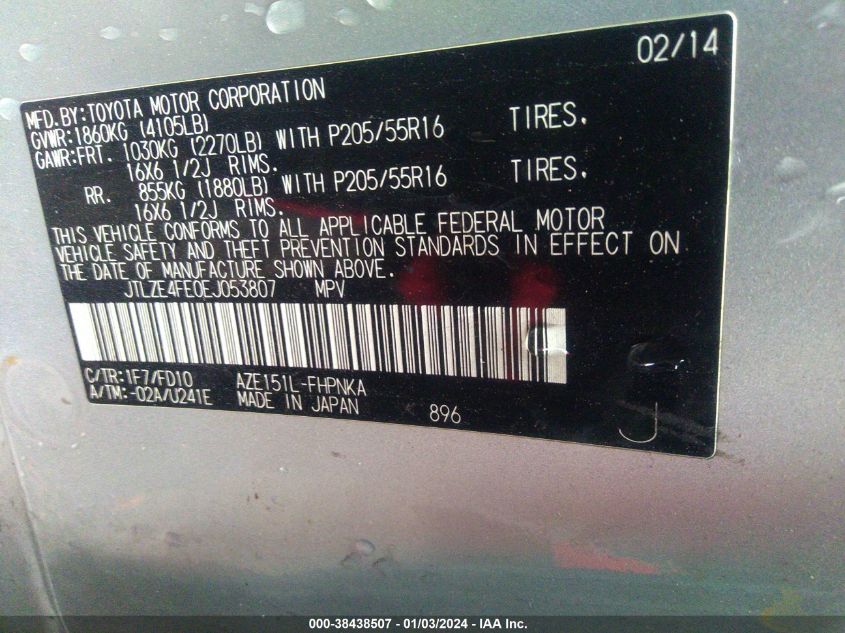 02/14
MFD.BY:TOYOTA MOTOR CORPORATION
GVWR:1860KG (4105LB)
GAWR:FRT. 1030KG (2270LB) WITH P205/55R16 TIRES.
16X6 1/2J RIMS.
RR. 855KG (1880LB) WITH P205/55R16 TIRES.
16X6 1/2J RIMS.
THIS VEHICLE CONFORMS TO ALL APPLICABLE FEDERAL MOTOR
VEHICLE SAFETY AND THEFT PREVENTION STANDARDS IN EFFECT ON
THE DATE OF MANUFACTURE SHOWN ABOVE.
JTLZE4FE0EJ053807 MPV
C/TR:1F7/FD10 AZE151L-FHPNKA
A/TM:-02A/U241E MADE IN JAPAN
896
J
000-38438507 - 01/03/2024 - IAA Inc.